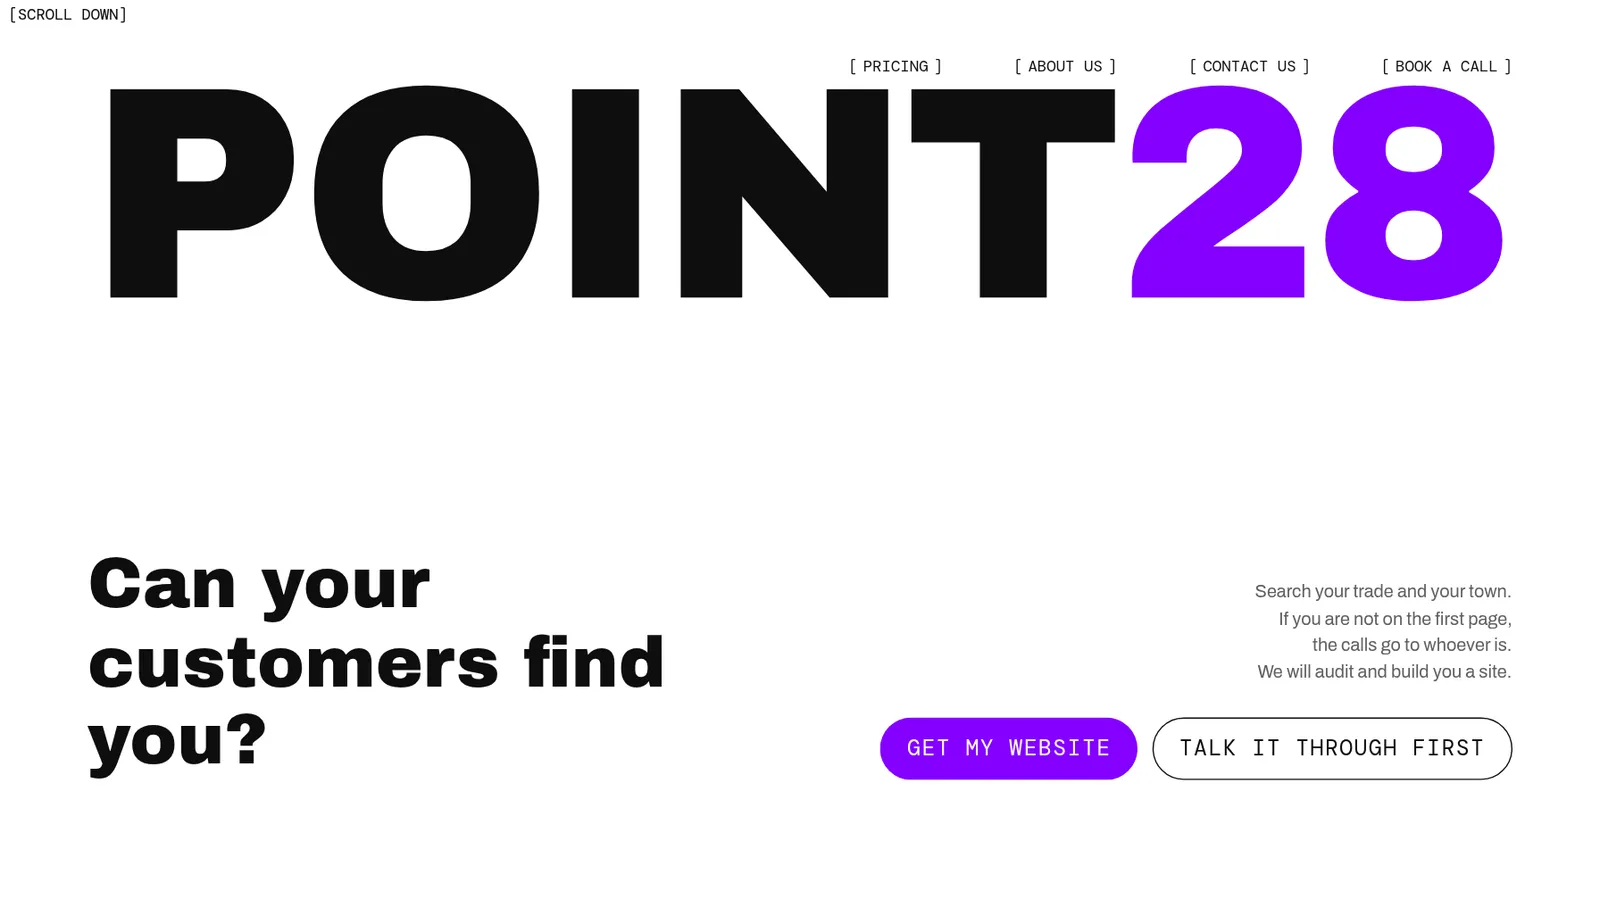 [SCROLL DOWN]
[ PRICING ] [ ABOUT US ] [ CONTACT US ] [ BOOK A CALL ]
POINT28
Can your
customers find
you?
Search your trade and your town.
If you are not on the first page,
the calls go to whoever is.
We will audit and build you a site.
GET MY WEBSITE
TALK IT THROUGH FIRST